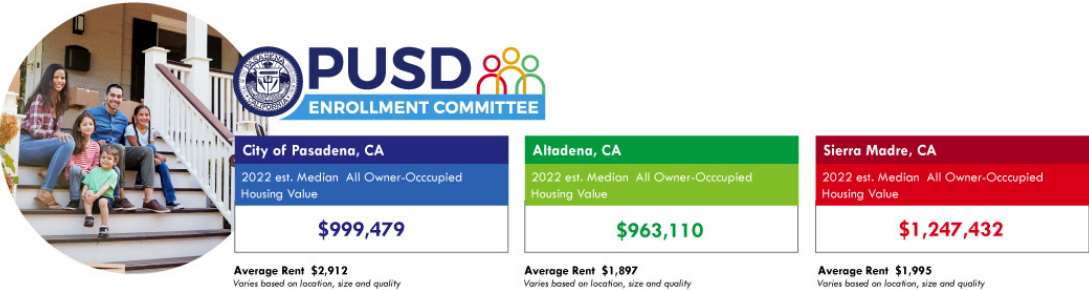 PASADENA
CALIFORNIA
PUSD
ENROLLMENT COMMITTEE
City of Pasadena, CA
2022 est. Median All Owner-Occcupied
Housing Value
$999,479
Average Rent $2,912
Varies based on location, size and quality
Altadena, CA
2022 est. Median All Owner-Occcupied
Housing Value
$963,110
Average Rent $1,897
Varies based on location, size and quality
Sierra Madre, CA
2022 est. Median All Owner-Occcupied
Housing Value
$1,247,432
Average Rent $1,995
Varies based on location, size and quality